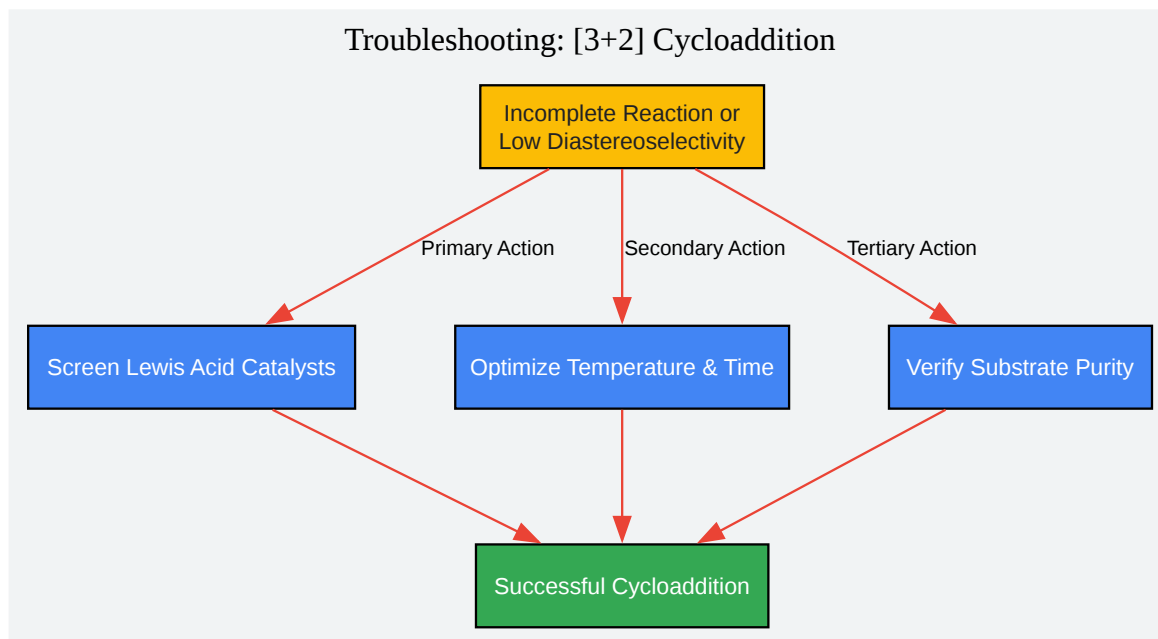 Troubleshooting: [3+2] Cycloaddition
Incomplete Reaction or
Low Diastereoselectivity
Primary Action
Secondary Action
Tertiary Action
Screen Lewis Acid Catalysts
Optimize Temperature & Time
Verify Substrate Purity
Successful Cycloaddition